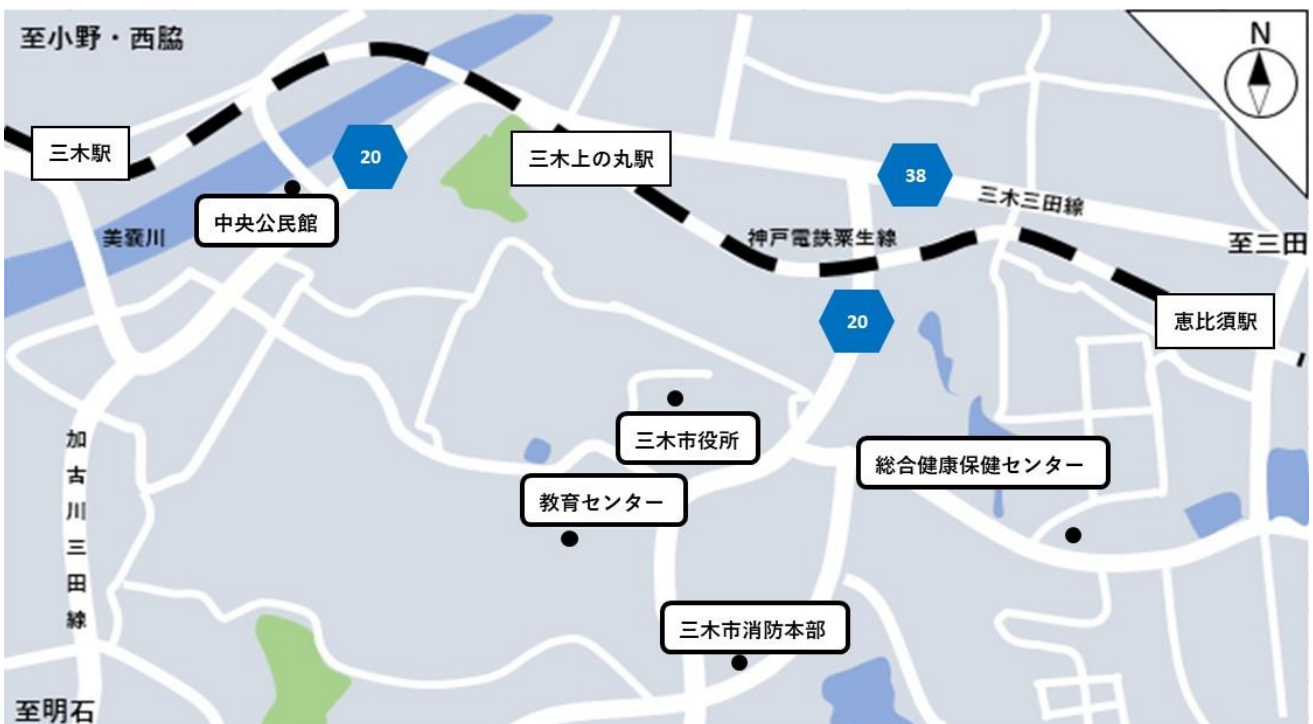 至小野・西脇
N
三木駅
20
三木上の丸駅
38
三木三田線
中央公民館
美嚢川
神戸電鉄粟生線
至三田
20
恵比須駅
三木市役所
加古川三田線
総合健康保健センター
教育センター
三木市消防本部
至明石